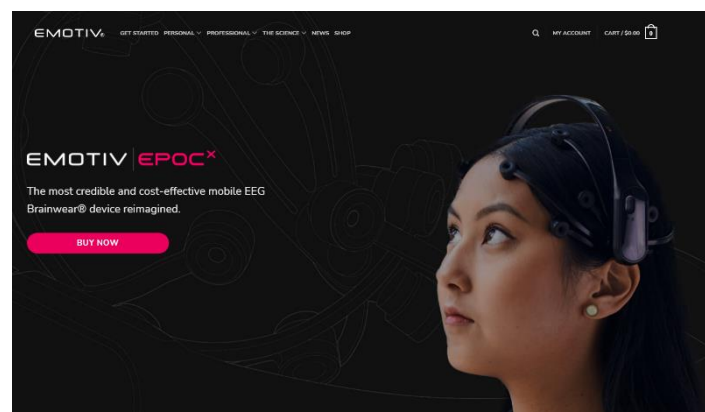 EMOTIV® GET STARTED PERSONAL PROFESSIONAL THE SCIENCE NEWS SHOP MY ACCOUNT CART / $0.00 0
EMOTIV EPOC X
The most credible and cost-effective mobile EEG
Brainwear® device reimagined.
BUY NOW